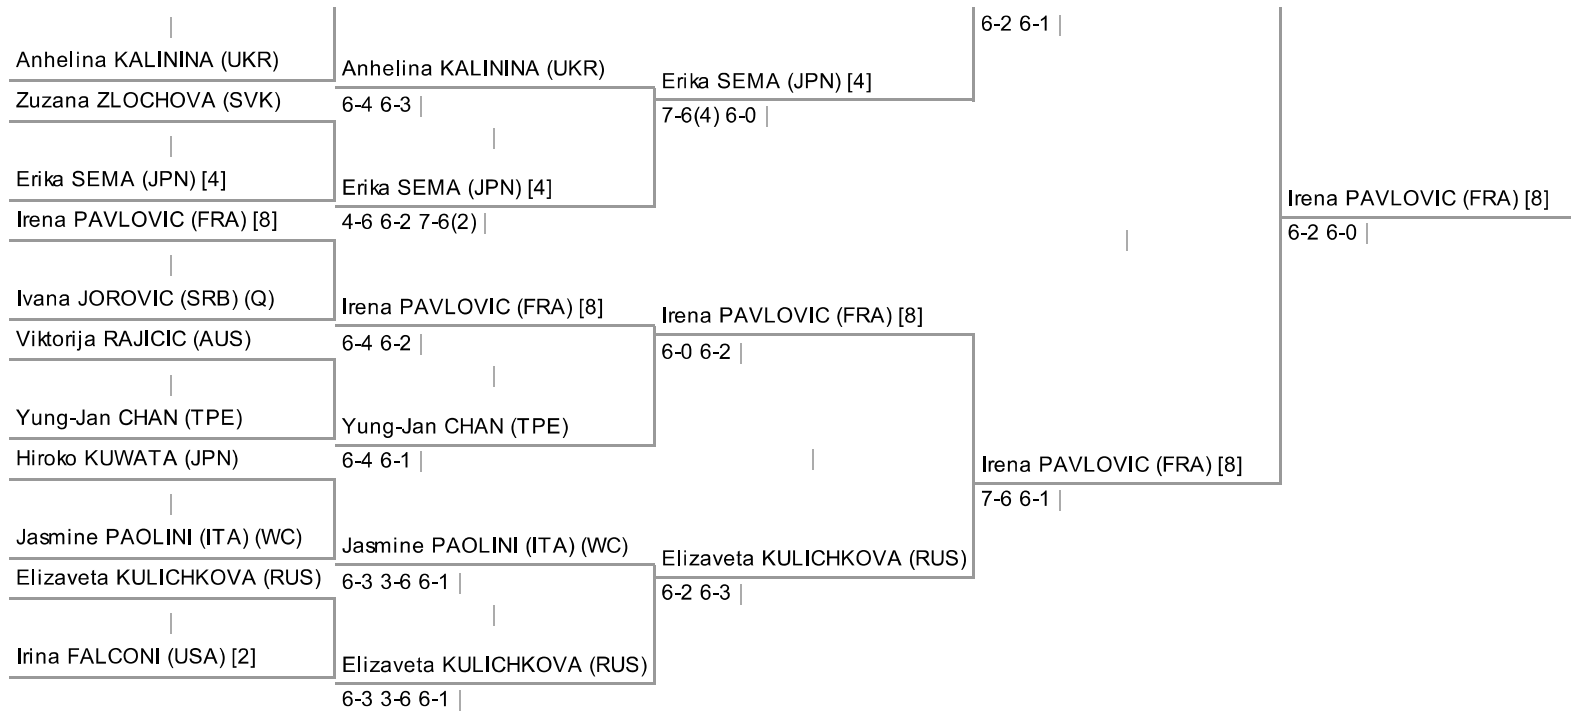 6-2 6-1
Anhelina KALININA (UKR)
Anhelina KALININA (UKR)
Erika SEMA (JPN) [4]
Zuzana ZLOCHOVA (SVK)
6-4 6-3
7-6(4) 6-0
Erika SEMA (JPN) [4]
Erika SEMA (JPN) [4]
Irena PAVLOVIC (FRA) [8]
Irena PAVLOVIC (FRA) [8]
4-6 6-2 7-6(2)
6-2 6-0
Ivana JOROVIC (SRB) (Q)
Irena PAVLOVIC (FRA) [8]
Irena PAVLOVIC (FRA) [8]
Viktorija RAJICIC (AUS)
6-4 6-2
6-0 6-2
Yung-Jan CHAN (TPE)
Yung-Jan CHAN (TPE)
Hiroko KUWATA (JPN)
6-4 6-1
Irena PAVLOVIC (FRA) [8]
7-6 6-1
Jasmine PAOLINI (ITA) (WC)
Jasmine PAOLINI (ITA) (WC)
Elizaveta KULICHKOVA (RUS)
Elizaveta KULICHKOVA (RUS)
6-3 3-6 6-1
6-2 6-3
Irina FALCONI (USA) [2]
Elizaveta KULICHKOVA (RUS)
6-3 3-6 6-1